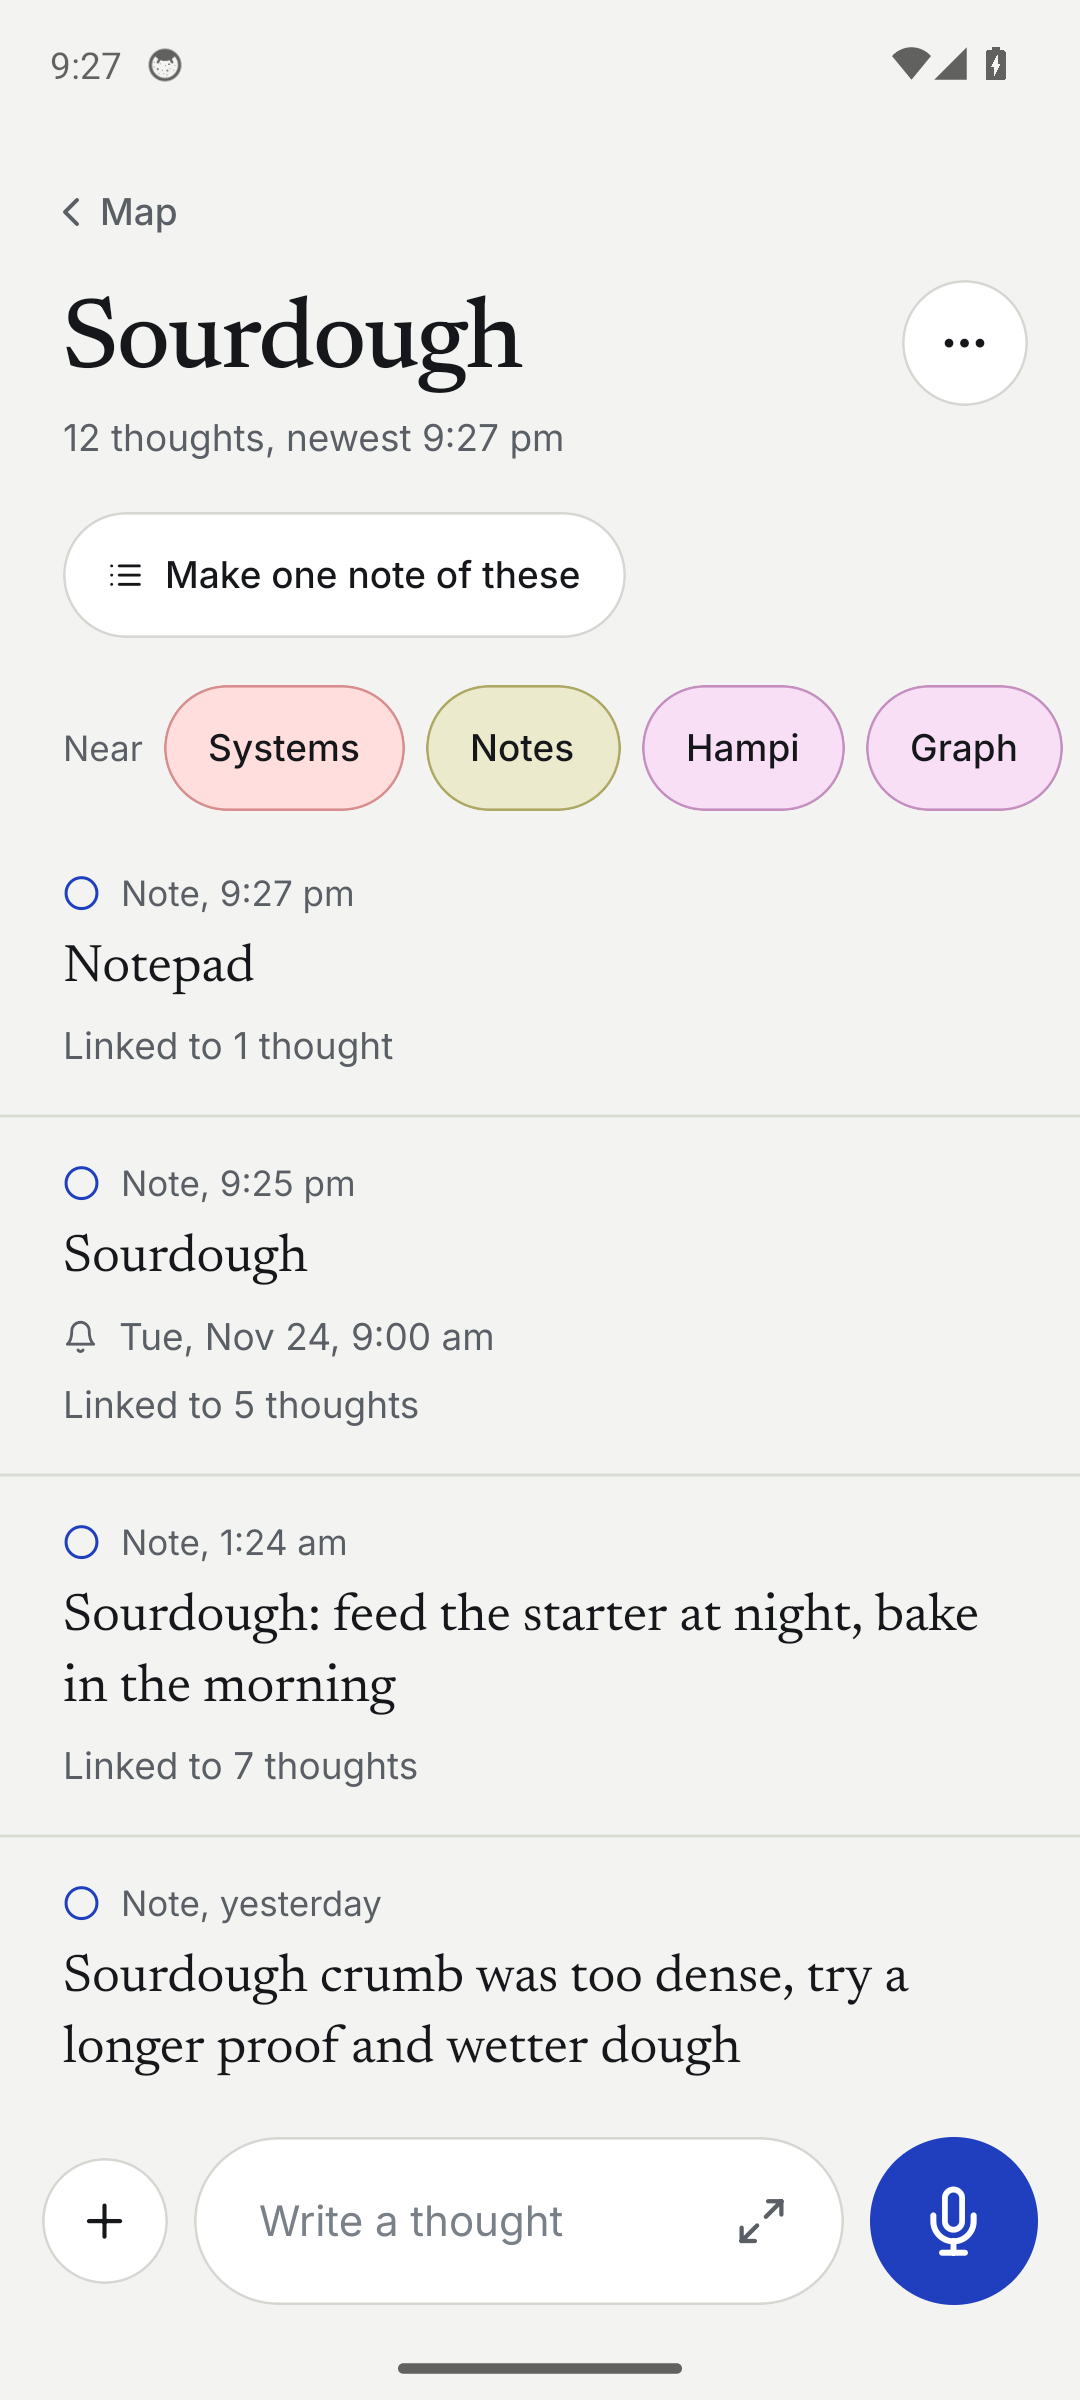 9:27
Map
Sourdough
12 thoughts, newest 9:27 pm
Make one note of these
Near Systems Notes Hampi Graph
Note, 9:27 pm
Notepad
Linked to 1 thought
Note, 9:25 pm
Sourdough
Tue, Nov 24, 9:00 am
Linked to 5 thoughts
Note, 1:24 am
Sourdough: feed the starter at night, bake
in the morning
Linked to 7 thoughts
Note, yesterday
Sourdough crumb was too dense, try a
longer proof and wetter dough
Write a thought